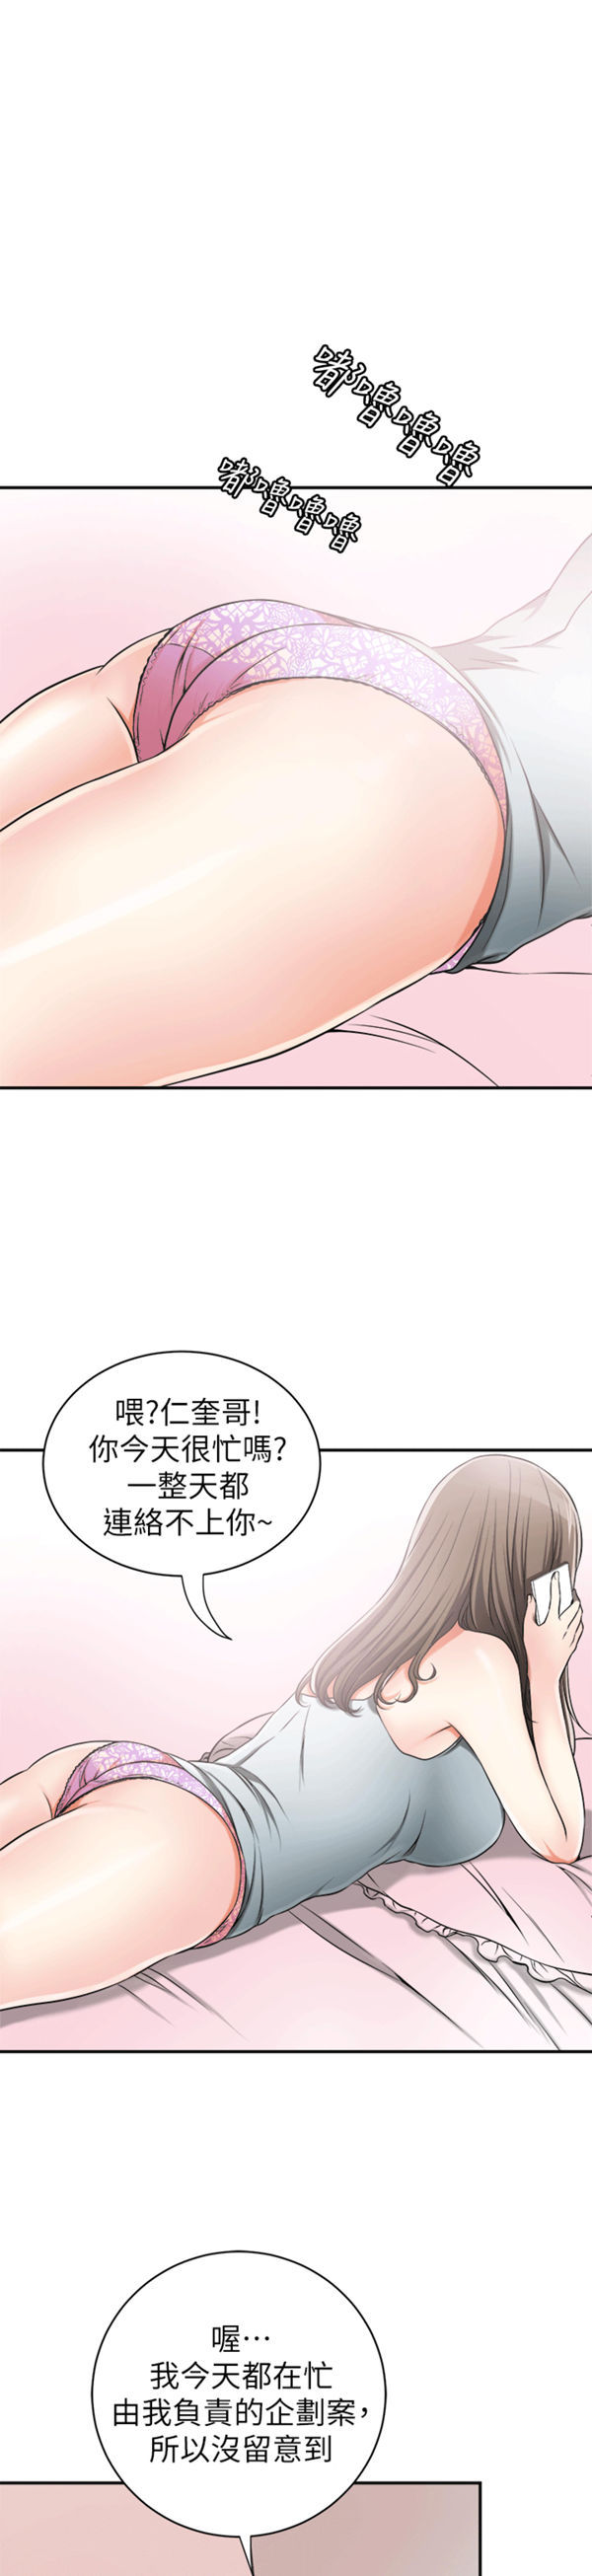 嘟嚕嚕嚕
嘟嚕嚕嚕
喂?仁奎哥!
你今天很忙嗎?
一整天都
連絡不上你~
喔…
我今天都在忙
由我負責的企劃案,
所以沒留意到